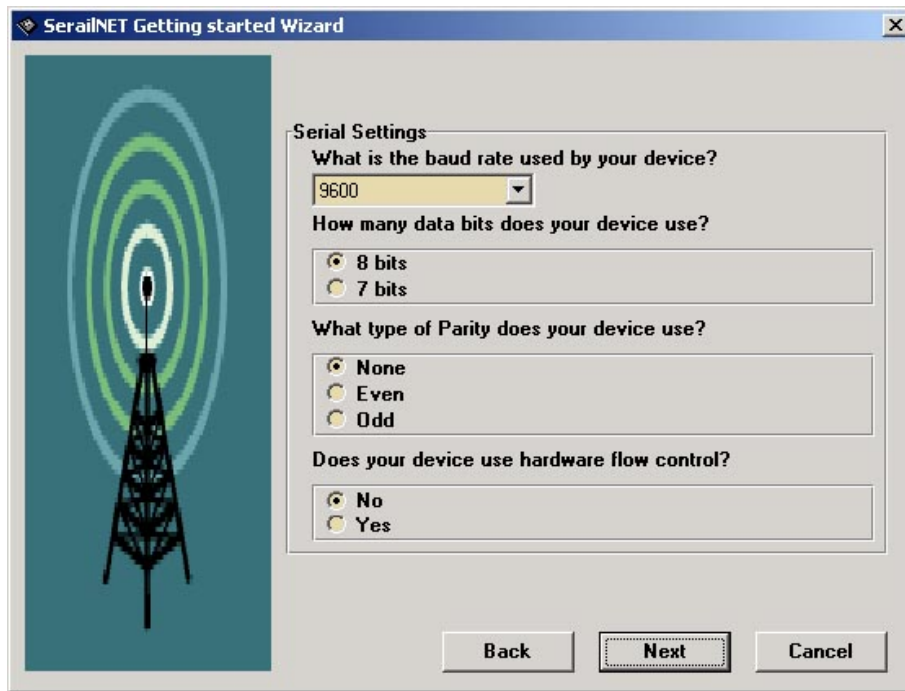 SerailNET Getting started Wizard
Serial Settings
What is the baud rate used by your device?
9600
How many data bits does your device use?
8 bits
7 bits
What type of Parity does your device use?
None
Even
Odd
Does your device use hardware flow control?
No
Yes
Back Next Cancel